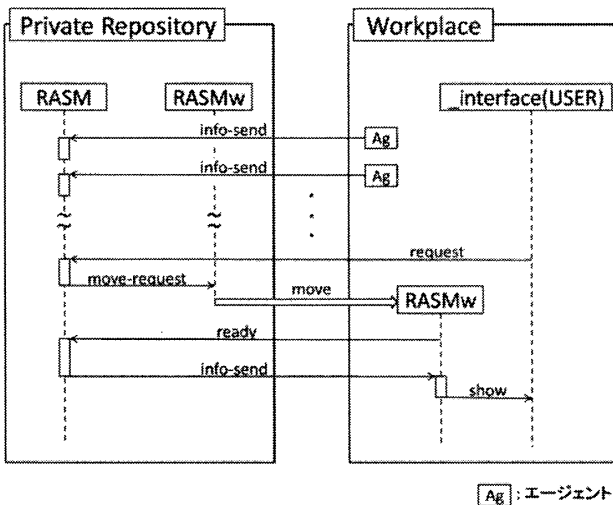 Private Repository
Workplace
RASM
RASMw
_interface(USER)
info-send
Ag
info-send
Ag
request
move-request
move
RASMw
ready
info-send
show
Ag : エージェント